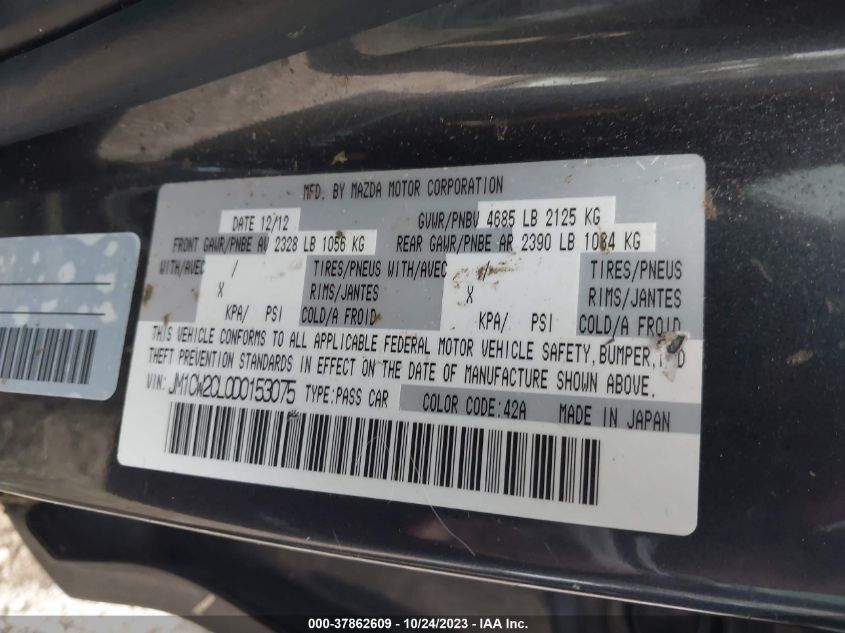 MFD. BY MAZDA MOTOR CORPORATION
DATE 12/12 GVWR/PNBV 4685 LB 2125 KG
FRONT GAWR/PNBE AV 2328 LB 1056 KG REAR GAWR/PNBE AR 2390 LB 1084 KG
WITH/AVEC / TIRES/PNEUS WITH/AVEC / TIRES/PNEUS
X RIMS/JANTES X RIMS/JANTES
KPA/ PSI COLD/A FROID KPA/ PSI COLD/A FROID
THIS VEHICLE CONFORMS TO ALL APPLICABLE FEDERAL MOTOR VEHICLE SAFETY, BUMPER,
THEFT PREVENTION STANDARDS IN EFFECT ON THE DATE OF MANUFACTURE SHOWN ABOVE.
VIN: JM1CW2CL0D0153075 TYPE:PASS CAR COLOR CODE:42A MADE IN JAPAN
000-37862609 - 10/24/2023 - IAA Inc.